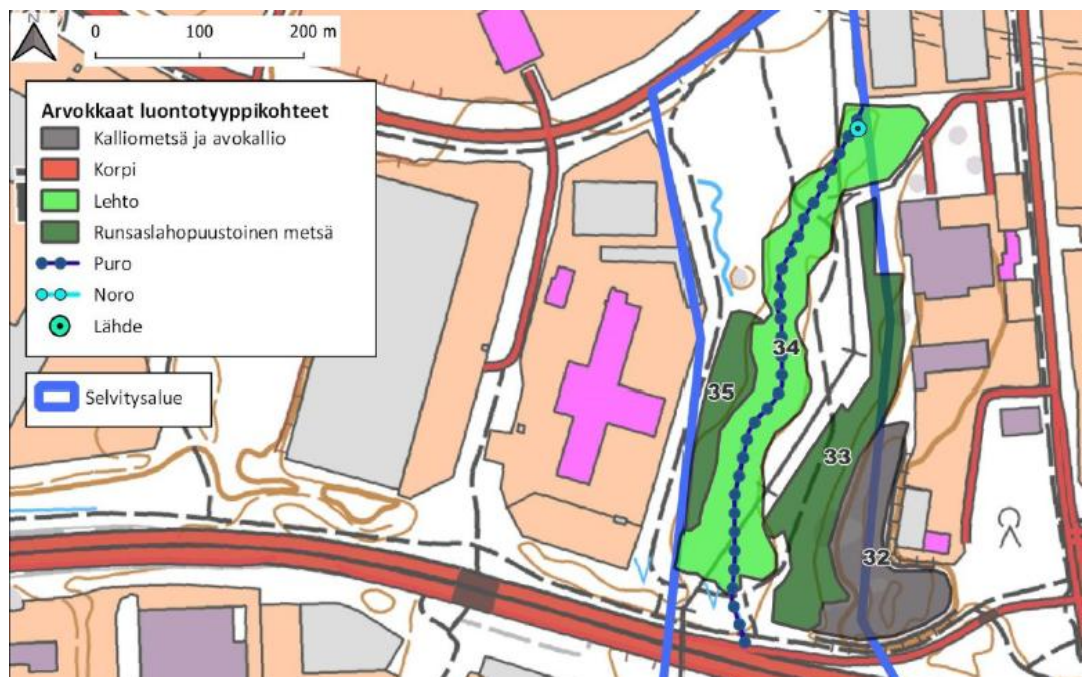 N
0 100 200 m
Arvokkaat luontotyyppikohteet
Kalliometsä ja avokallio
Korpi
Lehto
Runsaslahopuustoinen metsä
Puro
Noro
Lähde
Selvitysalue
34
35
33
32